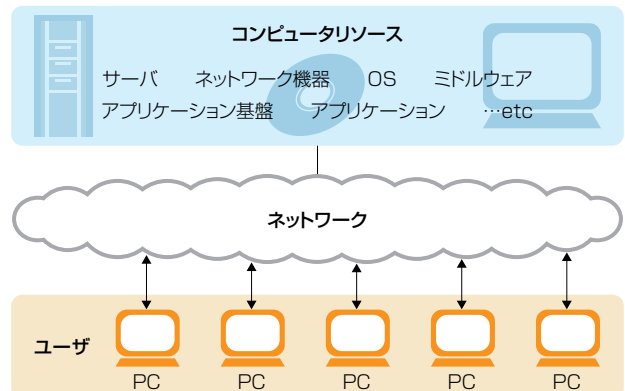 コンピュータリソース
サーバ ネットワーク機器 OS ミドルウェア
アプリケーション基盤 アプリケーション …etc
ネットワーク
ユーザ
PC PC PC PC PC